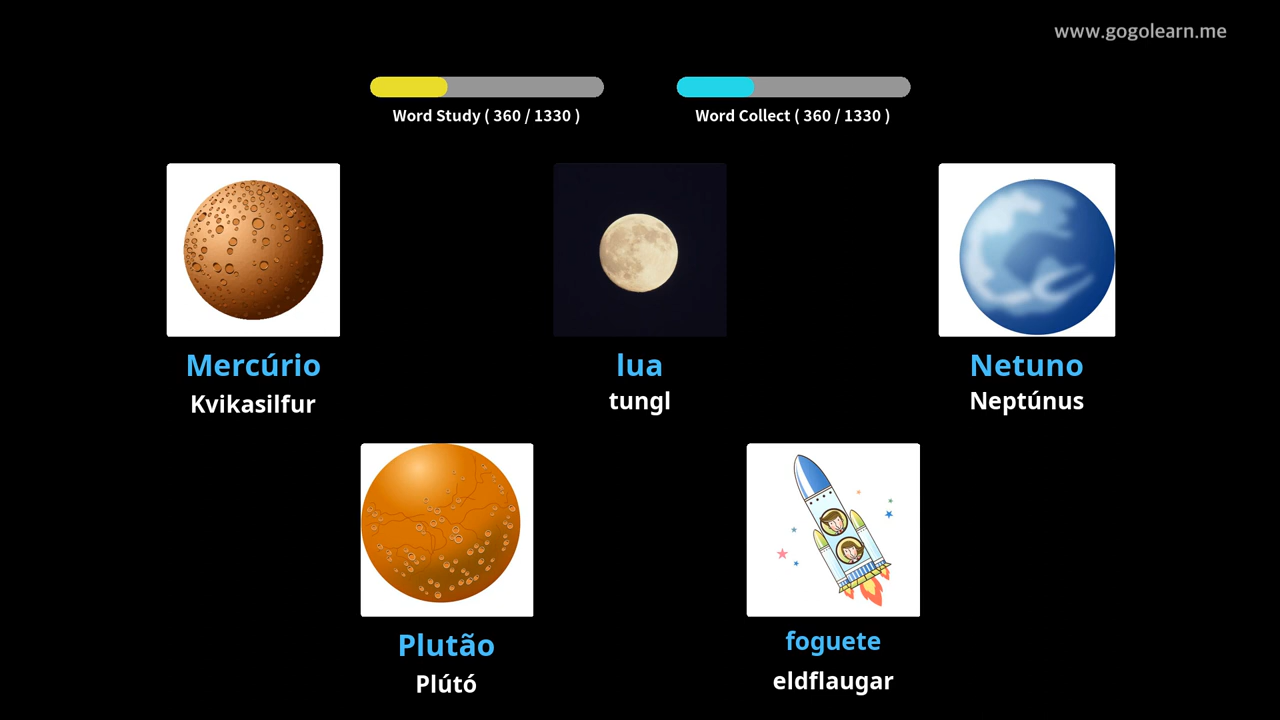 www.gogolearn.me
Word Study ( 360 / 1330 )
Word Collect ( 360 / 1330 )
Mercúrio
Kvikasilfur
lua
tungl
Netuno
Neptúnus
Plutão
Plútó
foguete
eldflaugar